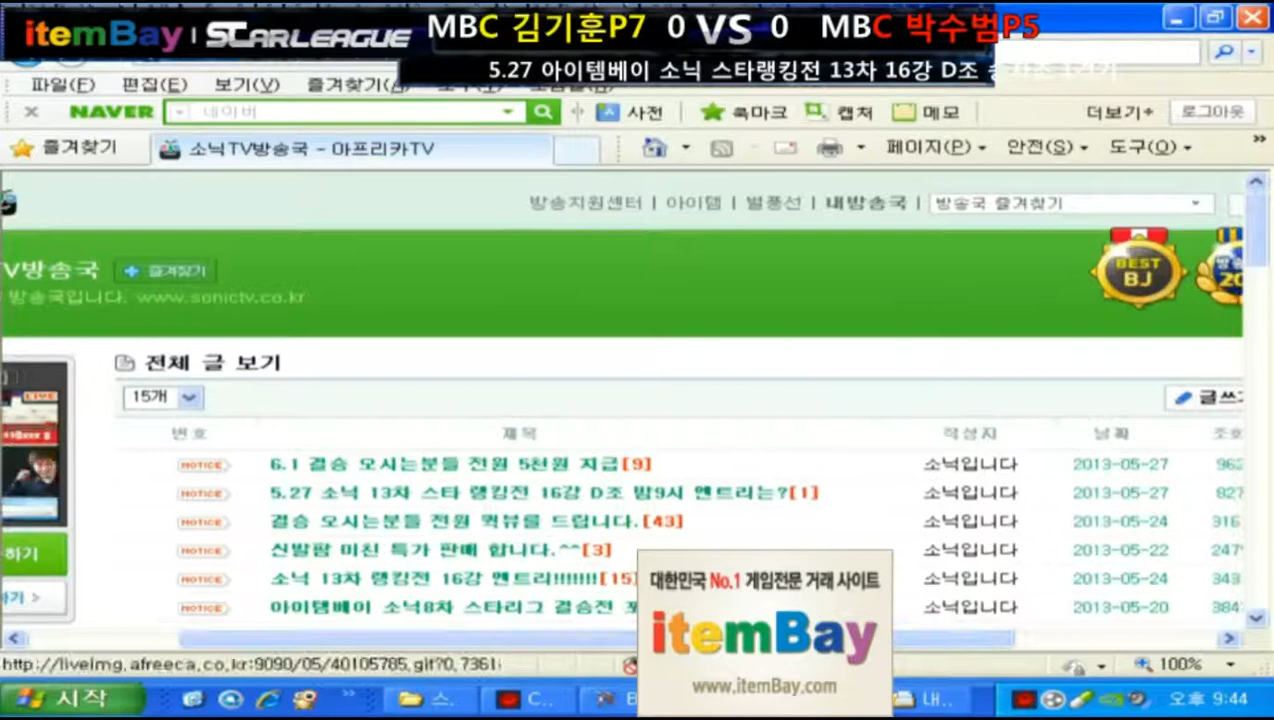 itemBay | STARLEAGUE MBC 김기훈P7 0 VS 0 MBC 박수범P5
5.27 아이템베이 소닉 스타랭킹전 13차 16강 D조
파일(F) 편집(E) 보기(V) 즐겨찾기(A)
NAVER 네이버 사전 북마크 캡처 메모 더보기+ 로그아웃
즐겨찾기 소닉TV방송국 - 아프리카TV 페이지(P) 안전(S) 도구(O) »
방송지원센터 | 아이템 | 별풍선 | 내방송국 | 방송국 즐겨찾기
TV방송국 + 즐겨찾기
방송국입니다. www.sonictv.co.kr
BEST BJ
전체 글 보기
15개 글쓰기
번호 제목 작성자 날짜 조회
LIVE
NOTICE 6.1 결승 오시는분들 전원 5천원 지급[9] 소닉입니다 2013-05-27 962
NOTICE 5.27 소닉 13차 스타 랭킹전 16강 D조 밤9시 엔트리는?[1] 소닉입니다 2013-05-27 827
NOTICE 결승 오시는분들 전원 퀵뷰를 드립니다.[43] 소닉입니다 2013-05-24 316
NOTICE 신발팜 미친 특가 판매 합니다.^^[3] 소닉입니다 2013-05-22 247
NOTICE 소닉 13차 랭킹전 16강 엔트리!!!!!!![15] 소닉입니다 2013-05-24 343
NOTICE 아이템베이 소닉8차 스타리그 결승전 소닉입니다 2013-05-20 384
하기
하기 >
대한민국 No.1 게임전문 거래 사이트
itemBay
www.itemBay.com
http://liveimg.afreeca.co.kr:9090/05/40105785.gif?0.7361 100%
시작 » 스.. C.. B 내.. 오후 9:44